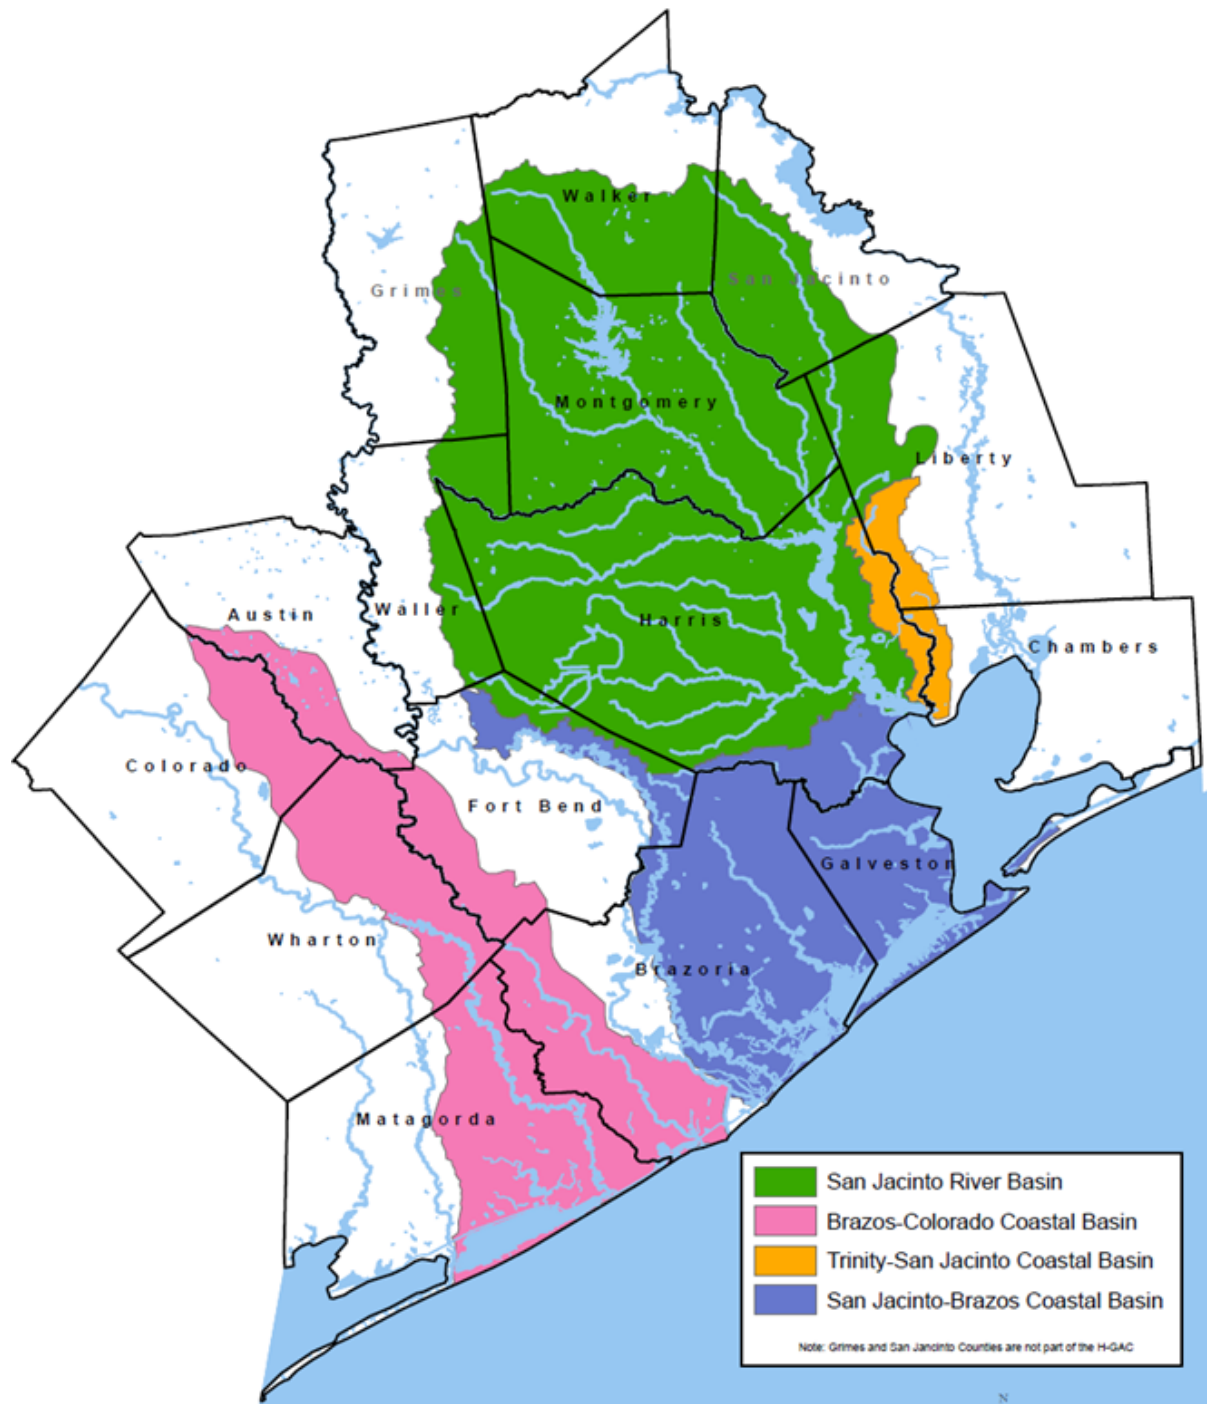 Walker
San Jacinto
Grimes
Montgomery
Liberty
Austin
Waller
Harris
Chambers
Colorado
Fort Bend
Galveston
Wharton
Brazoria
Matagorda
San Jacinto River Basin
Brazos-Colorado Coastal Basin
Trinity-San Jacinto Coastal Basin
San Jacinto-Brazos Coastal Basin
Note: Grimes and San Jancinto Counties are not part of the H-GAC
N